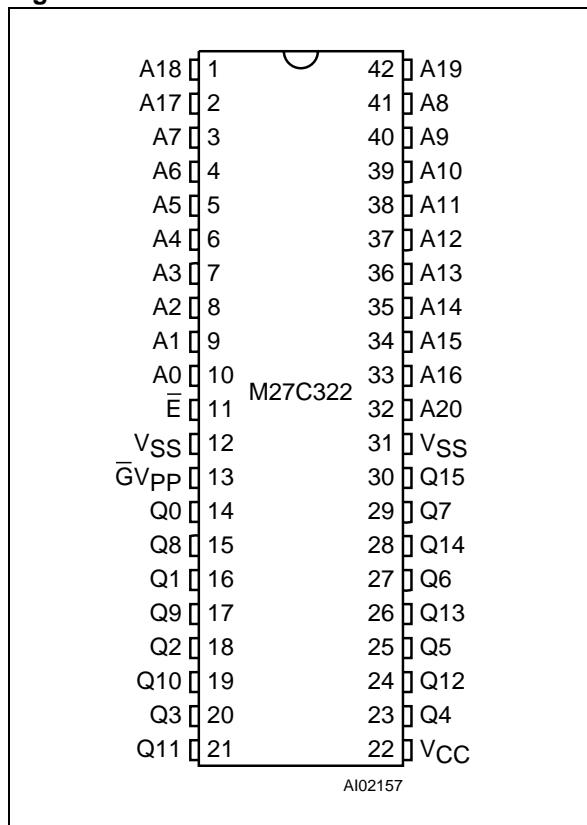 A18 1 42 A19
A17 2 41 A8
A7 3 40 A9
A6 4 39 A10
A5 5 38 A11
A4 6 37 A12
A3 7 36 A13
A2 8 35 A14
A1 9 34 A15
A0 10 33 A16
M27C322
E̅ 11 32 A20
VSS 12 31 VSS
G̅VPP 13 30 Q15
Q0 14 29 Q7
Q8 15 28 Q14
Q1 16 27 Q6
Q9 17 26 Q13
Q2 18 25 Q5
Q10 19 24 Q12
Q3 20 23 Q4
Q11 21 22 VCC
AI02157